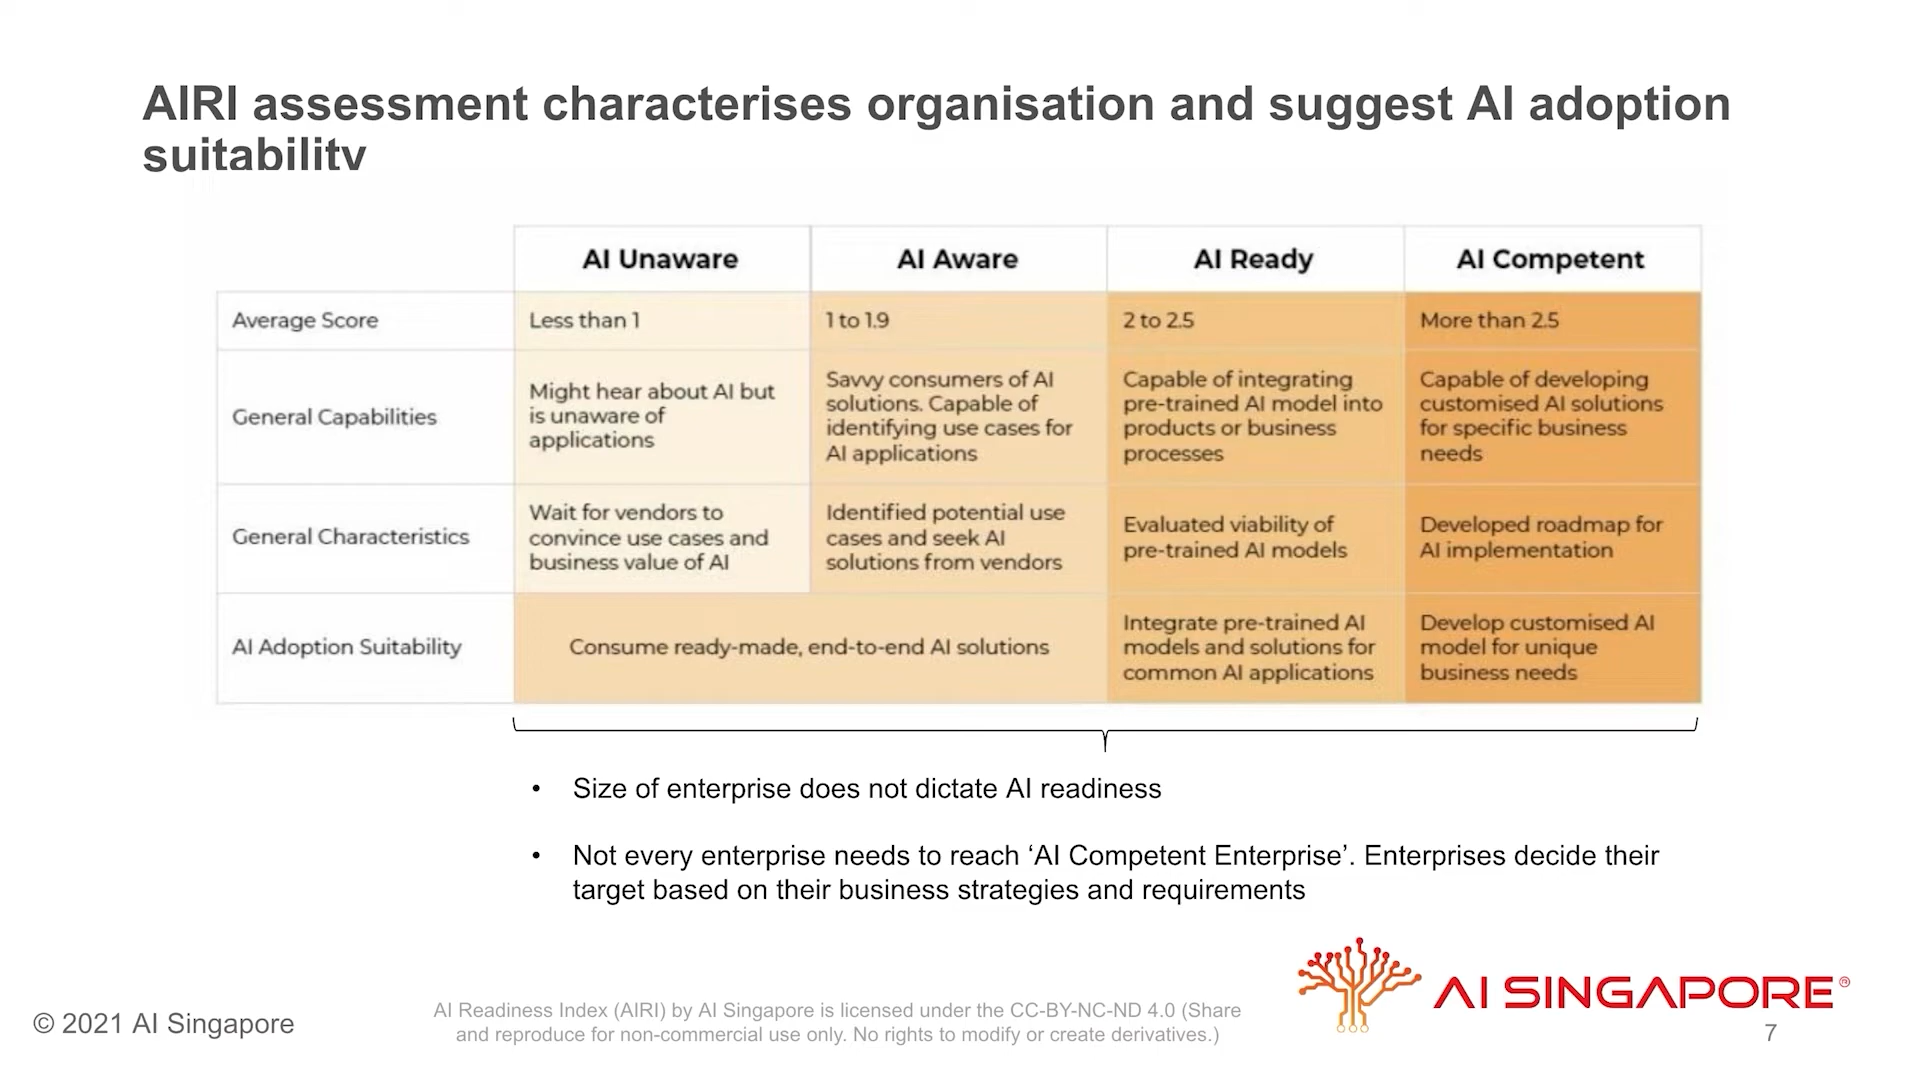 AIRI assessment characterises organisation and suggest AI adoption
suitability
AI Unaware
AI Aware
AI Ready
AI Competent
Average Score
Less than 1
1 to 1.9
2 to 2.5
More than 2.5
General Capabilities
Might hear about AI but
is unaware of
applications
Savvy consumers of AI
solutions. Capable of
identifying use cases for
AI applications
Capable of integrating
pre-trained AI model into
products or business
processes
Capable of developing
customised AI solutions
for specific business
needs
General Characteristics
Wait for vendors to
convince use cases and
business value of AI
Identified potential use
cases and seek AI
solutions from vendors
Evaluated viability of
pre-trained AI models
Developed roadmap for
AI implementation
AI Adoption Suitability
Consume ready-made, end-to-end AI solutions
Integrate pre-trained AI
models and solutions for
common AI applications
Develop customised AI
model for unique
business needs
• Size of enterprise does not dictate AI readiness
• Not every enterprise needs to reach ‘AI Competent Enterprise’. Enterprises decide their
target based on their business strategies and requirements
AI SINGAPORE®
© 2021 AI Singapore
AI Readiness Index (AIRI) by AI Singapore is licensed under the CC-BY-NC-ND 4.0 (Share
and reproduce for non-commercial use only. No rights to modify or create derivatives.)
7